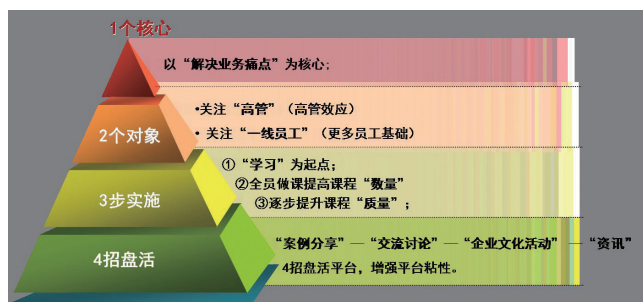 1个核心
以“解决业务痛点”为核心；
2个对象
•关注“高管”（高管效应）
• 关注“一线员工”（更多员工基础）
3步实施
①“学习”为起点；
②全员做课提高课程“数量”
③逐步提升课程“质量”；
4招盘活
“案例分享”—“交流讨论”—“企业文化活动”—“资讯”
4招盘活平台，增强平台粘性。